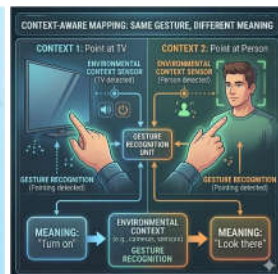 CONTEXT-AWARE MAPPING: SAME GESTURE, DIFFERENT MEANING
CONTEXT 1: Point at TV
ENVIRONMENTAL
CONTEXT SENSOR
(TV detected)
CONTEXT 2: Point at Person
ENVIRONMENTAL
CONTEXT SENSOR
(Person detected)
GESTURE
RECOGNITION
UNIT
GESTURE RECOGNITION
(Pointing detected)
GESTURE RECOGNITION
(Pointing detected)
MEANING:
"Turn on"
ENVIRONMENTAL
CONTEXT
(e.g., cameras, sensors)
GESTURE
RECOGNITION
MEANING:
"Look there"